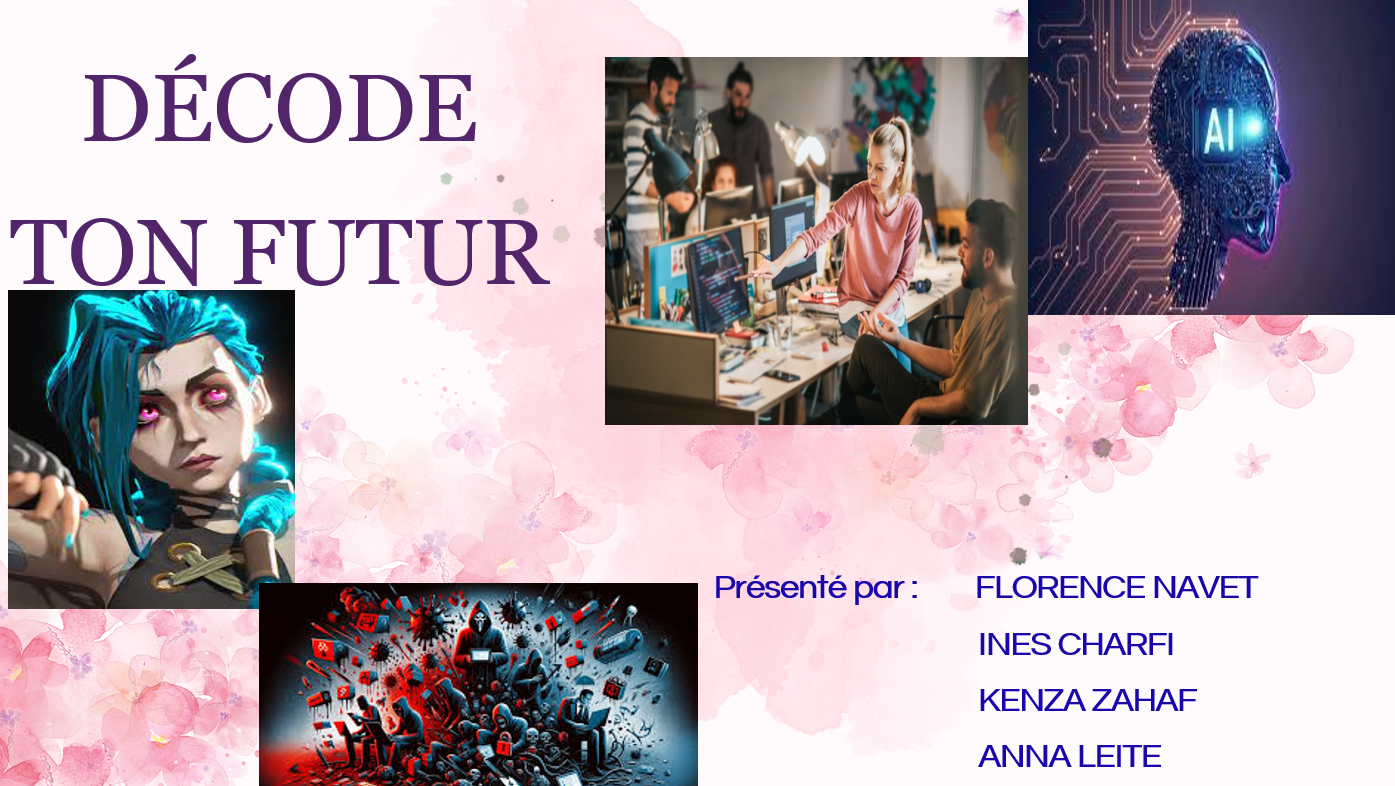 DÉCODE
TON FUTUR
AI
Présenté par : FLORENCE NAVET
INES CHARFI
KENZA ZAHAF
ANNA LEITE